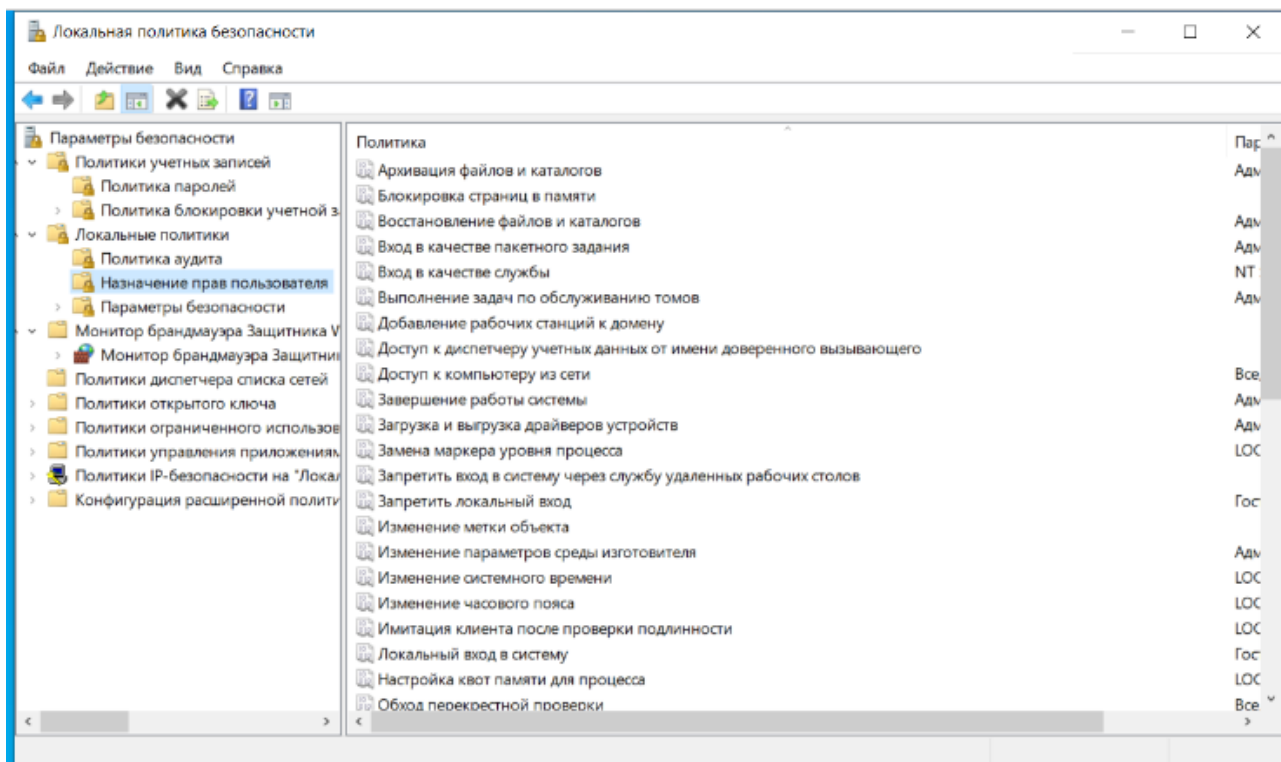 Локальная политика безопасности
Файл Действие Вид Справка
Параметры безопасности
Политики учетных записей
Политика паролей
Политика блокировки учетной з
Локальные политики
Политика аудита
Назначение прав пользователя
Параметры безопасности
Монитор брандмауэра Защитника W
Монитор брандмауэра Защитни
Политики диспетчера списка сетей
Политики открытого ключа
Политики ограниченного использов
Политики управления приложениям
Политики IP-безопасности на "Локал
Конфигурация расширенной полити
Политика Пар
Архивация файлов и каталогов Адм
Блокировка страниц в памяти
Восстановление файлов и каталогов Адм
Вход в качестве пакетного задания Адм
Вход в качестве службы NT
Выполнение задач по обслуживанию томов Адм
Добавление рабочих станций к домену
Доступ к диспетчеру учетных данных от имени доверенного вызывающего
Доступ к компьютеру из сети Все,
Завершение работы системы Адм
Загрузка и выгрузка драйверов устройств Адм
Замена маркера уровня процесса LOC
Запретить вход в систему через службу удаленных рабочих столов
Запретить локальный вход Гос
Изменение метки объекта
Изменение параметров среды изготовителя Адм
Изменение системного времени LOC
Изменение часового пояса LOC
Имитация клиента после проверки подлинности LOC
Локальный вход в систему Гос
Настройка квот памяти для процесса LOC
Обход перекрестной проверки Все